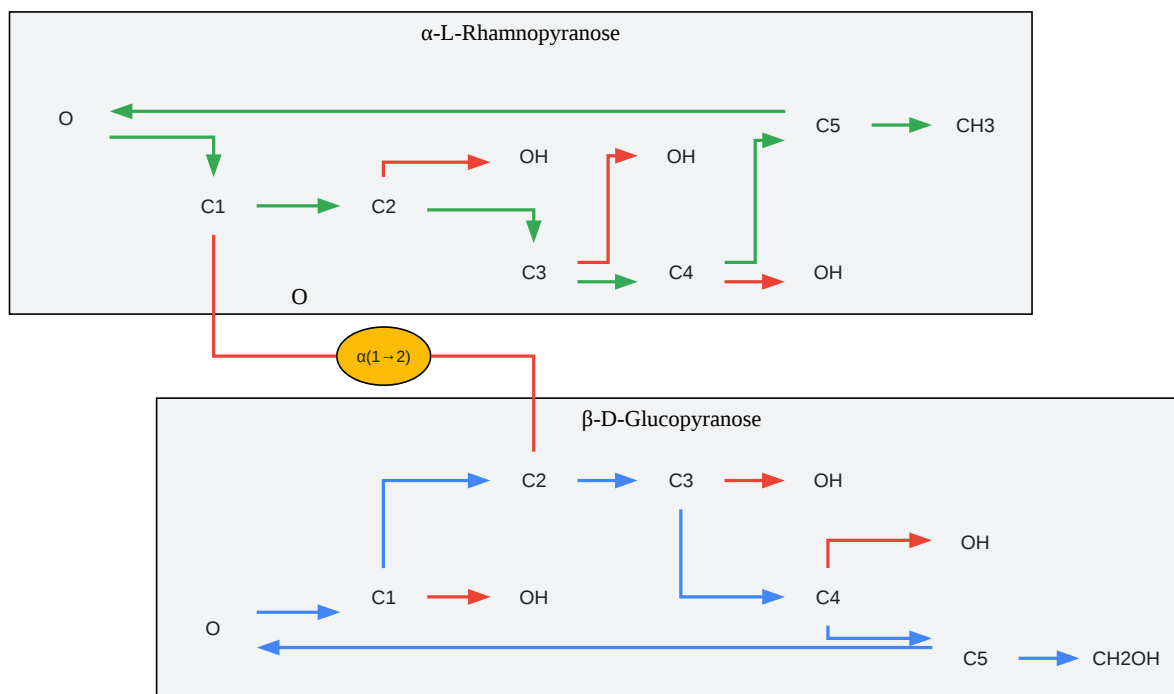 α-L-Rhamnopyranose
O
C5
CH3
OH
OH
C1
C2
C3
C4
OH
O
α(1→2)
β-D-Glucopyranose
C2
C3
OH
OH
C1
OH
C4
O
C5
CH2OH